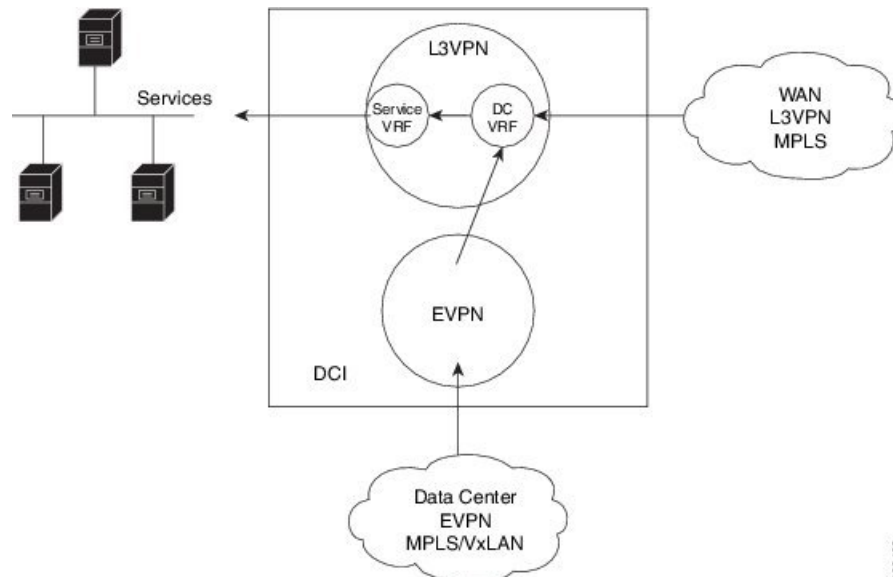 L3VPN
Services
Service
VRF
DC
VRF
WAN
L3VPN
MPLS
EVPN
DCI
Data Center
EVPN
MPLS/VxLAN